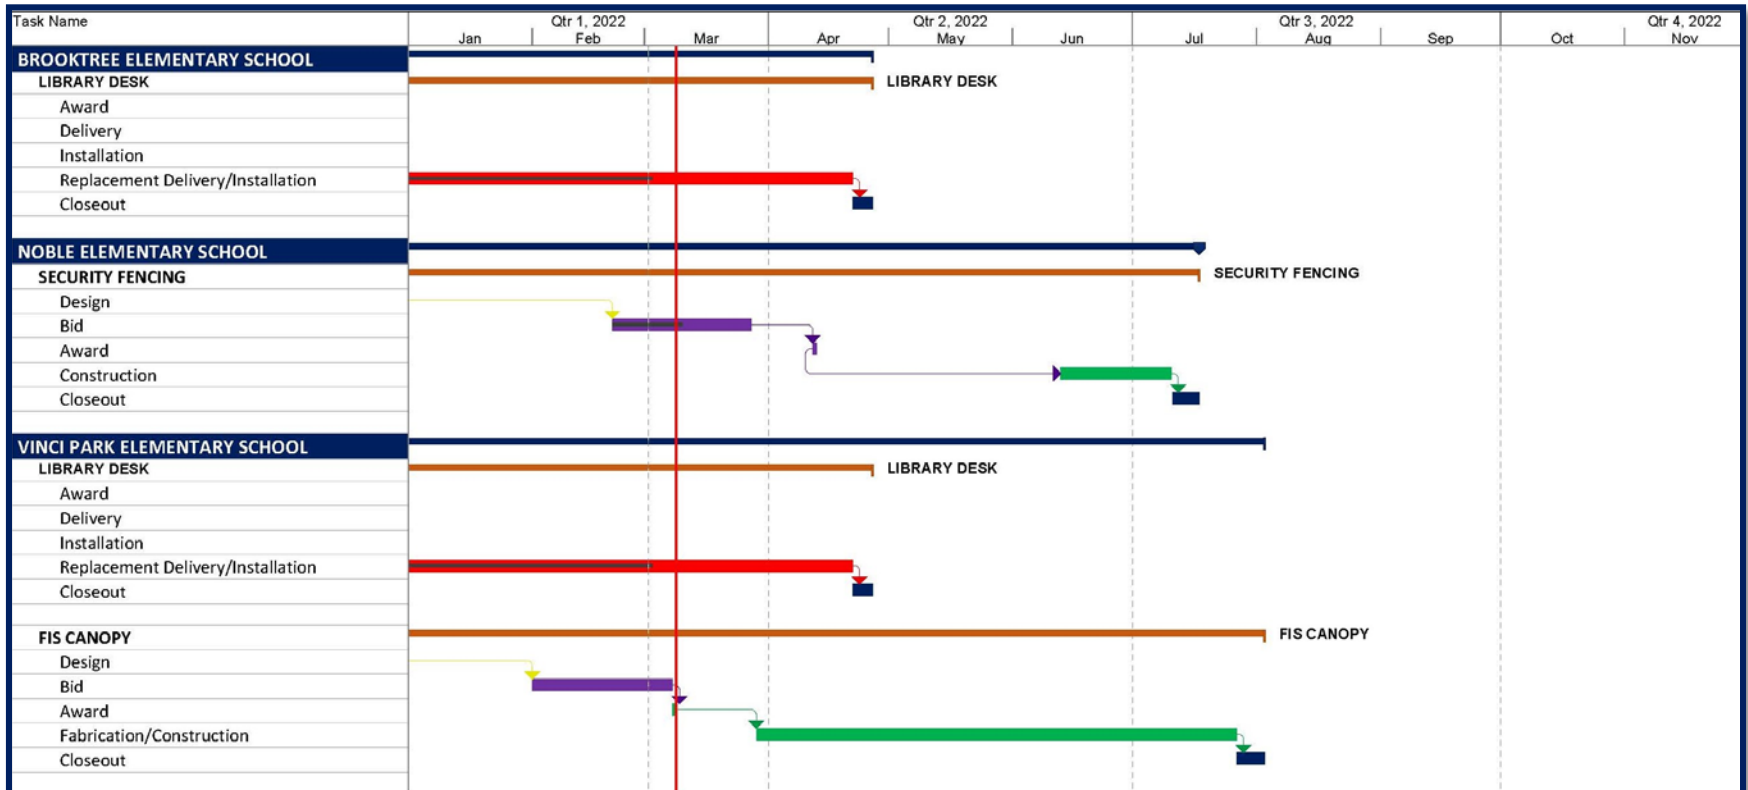 Task Name
Qtr 1, 2022 Qtr 2, 2022 Qtr 3, 2022 Qtr 4, 2022
Jan Feb Mar Apr May Jun Jul Aug Sep Oct Nov
BROOKTREE ELEMENTARY SCHOOL
LIBRARY DESK LIBRARY DESK
Award
Delivery
Installation
Replacement Delivery/Installation
Closeout
NOBLE ELEMENTARY SCHOOL
SECURITY FENCING SECURITY FENCING
Design
Bid
Award
Construction
Closeout
VINCI PARK ELEMENTARY SCHOOL
LIBRARY DESK LIBRARY DESK
Award
Delivery
Installation
Replacement Delivery/Installation
Closeout
FIS CANOPY FIS CANOPY
Design
Bid
Award
Fabrication/Construction
Closeout